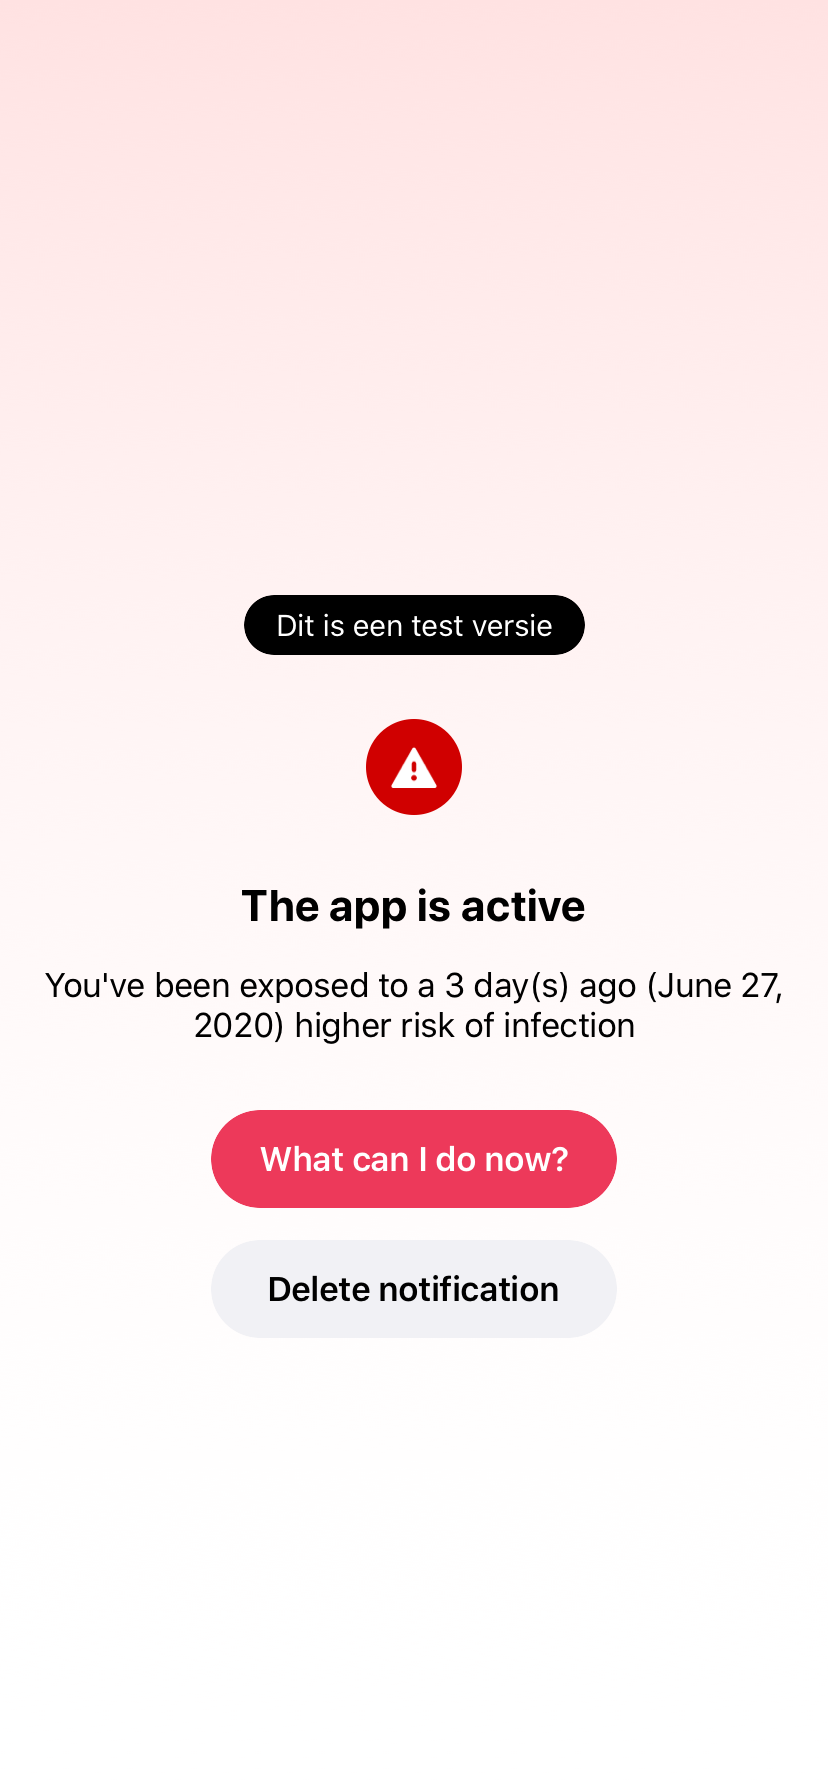 Dit is een test versie
The app is active
You've been exposed to a 3 day(s) ago (June 27,
2020) higher risk of infection
What can I do now?
Delete notification